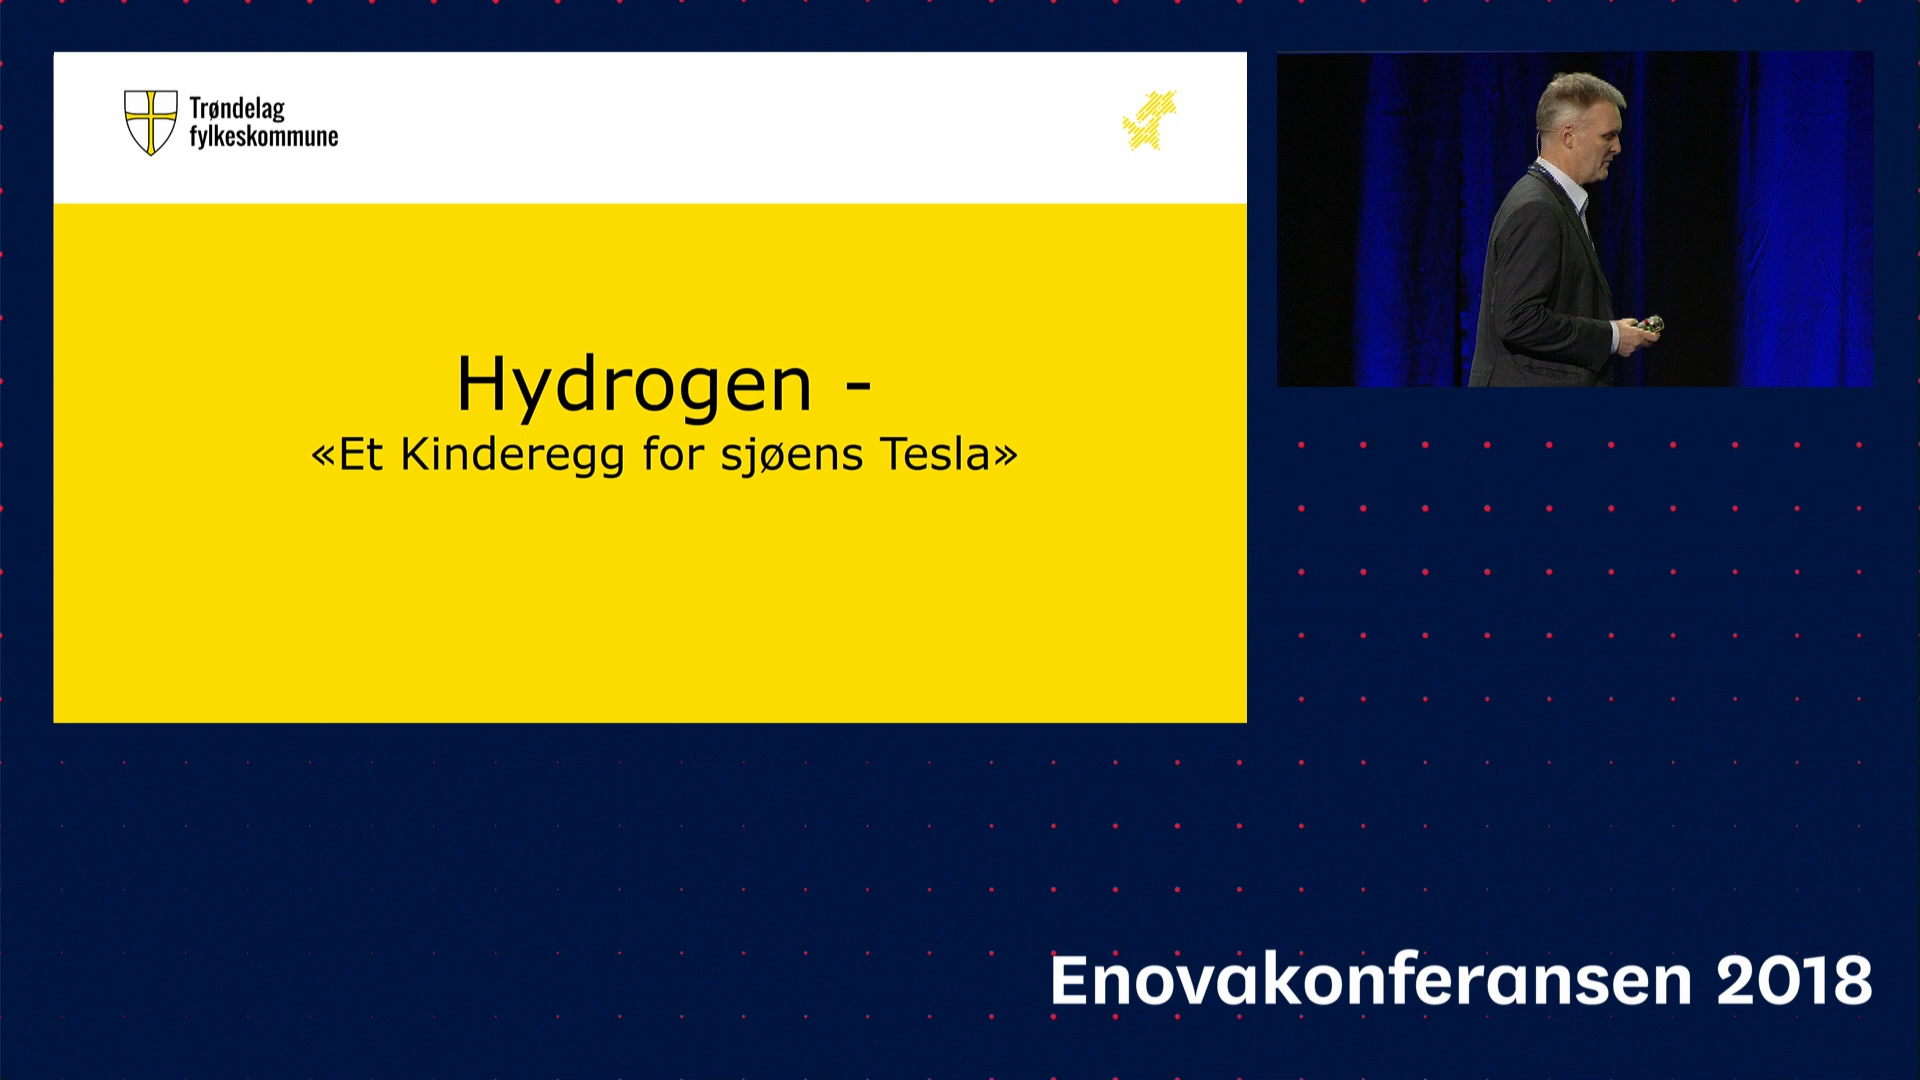 Trøndelag
fylkeskommune
Hydrogen -
«Et Kinderegg for sjøens Tesla»
Enovakonferansen 2018